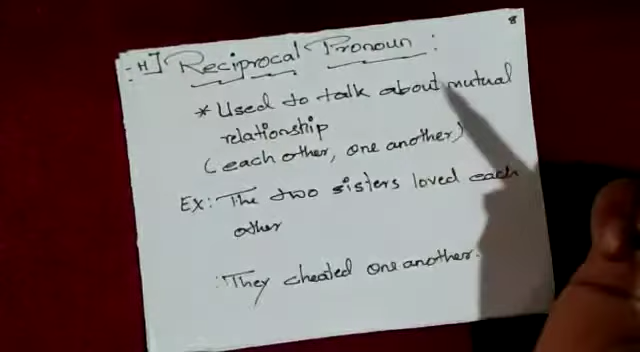 8
:H] Reciprocal Pronoun :
* Used to talk about mutual
relationship
(each other, one another)
Ex: The two sisters loved each
other
: They cheated one another.